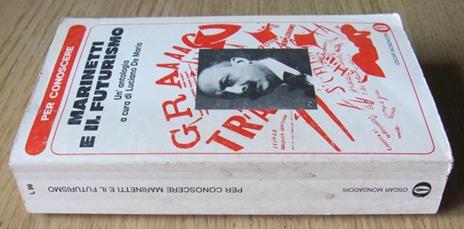 PER CONOSCERE
MARINETTI
E IL FUTURISMO
Un'antologia
a cura di Luciano De Maria
GRAAAG
TRA
OSCAR MONDADORI
L 96
PER CONOSCERE MARINETTI E IL FUTURISMO
OSCAR MONDADORI